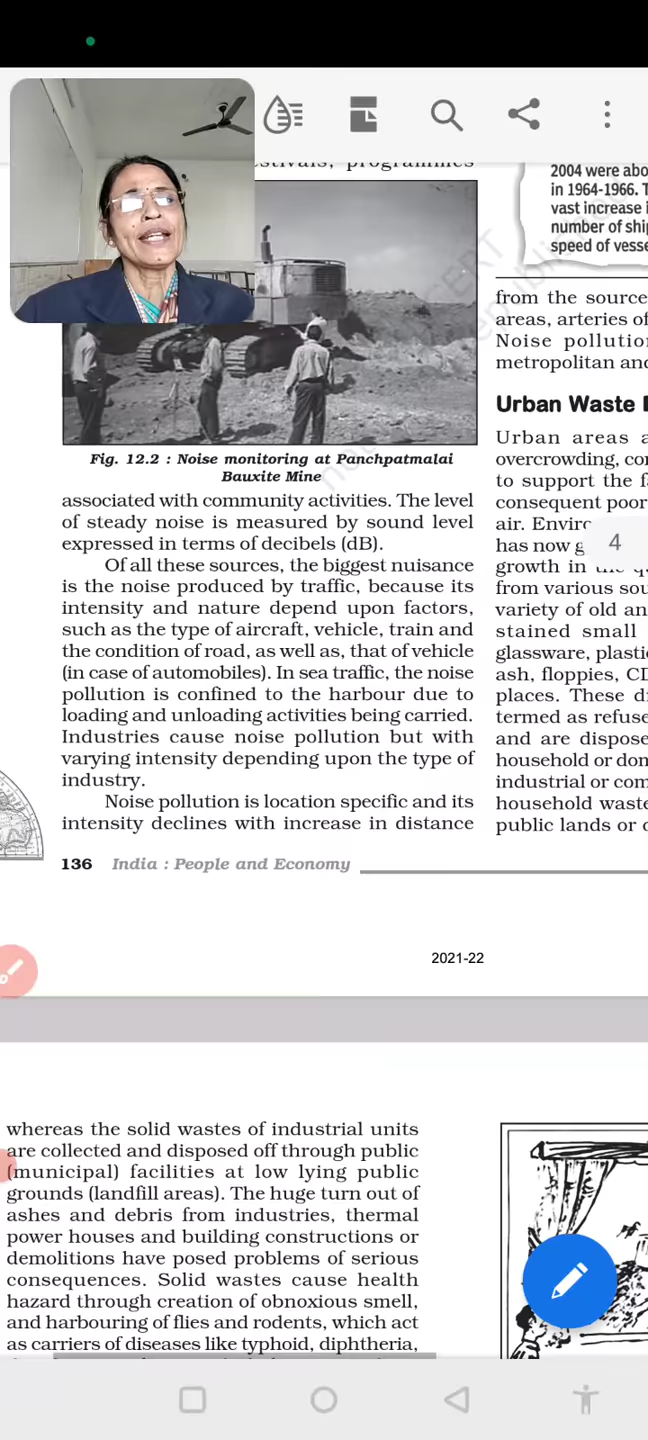 estivals, programmes
Fig. 12.2 : Noise monitoring at Panchpatmalai
Bauxite Mine
associated with community activities. The level
of steady noise is measured by sound level
expressed in terms of decibels (dB).
Of all these sources, the biggest nuisance
is the noise produced by traffic, because its
intensity and nature depend upon factors,
such as the type of aircraft, vehicle, train and
the condition of road, as well as, that of vehicle
(in case of automobiles). In sea traffic, the noise
pollution is confined to the harbour due to
loading and unloading activities being carried.
Industries cause noise pollution but with
varying intensity depending upon the type of
industry.
Noise pollution is location specific and its
intensity declines with increase in distance
2004 were abo
in 1964-1966. T
vast increase i
number of ship
speed of vesse
from the source
areas, arteries of
Noise pollution
metropolitan and
Urban Waste
Urban areas a
overcrowding, con
to support the fa
consequent poor
air. Enviro
has now g
growth in the qu
from various sou
variety of old an
stained small
glassware, plastic
ash, floppies, CD
places. These di
termed as refuse
and are dispose
household or dom
industrial or com
household waste
public lands or
4
136 India : People and Economy
2021-22
whereas the solid wastes of industrial units
are collected and disposed off through public
(municipal) facilities at low lying public
grounds (landfill areas). The huge turn out of
ashes and debris from industries, thermal
power houses and building constructions or
demolitions have posed problems of serious
consequences. Solid wastes cause health
hazard through creation of obnoxious smell,
and harbouring of flies and rodents, which act
as carriers of diseases like typhoid, diphtheria,